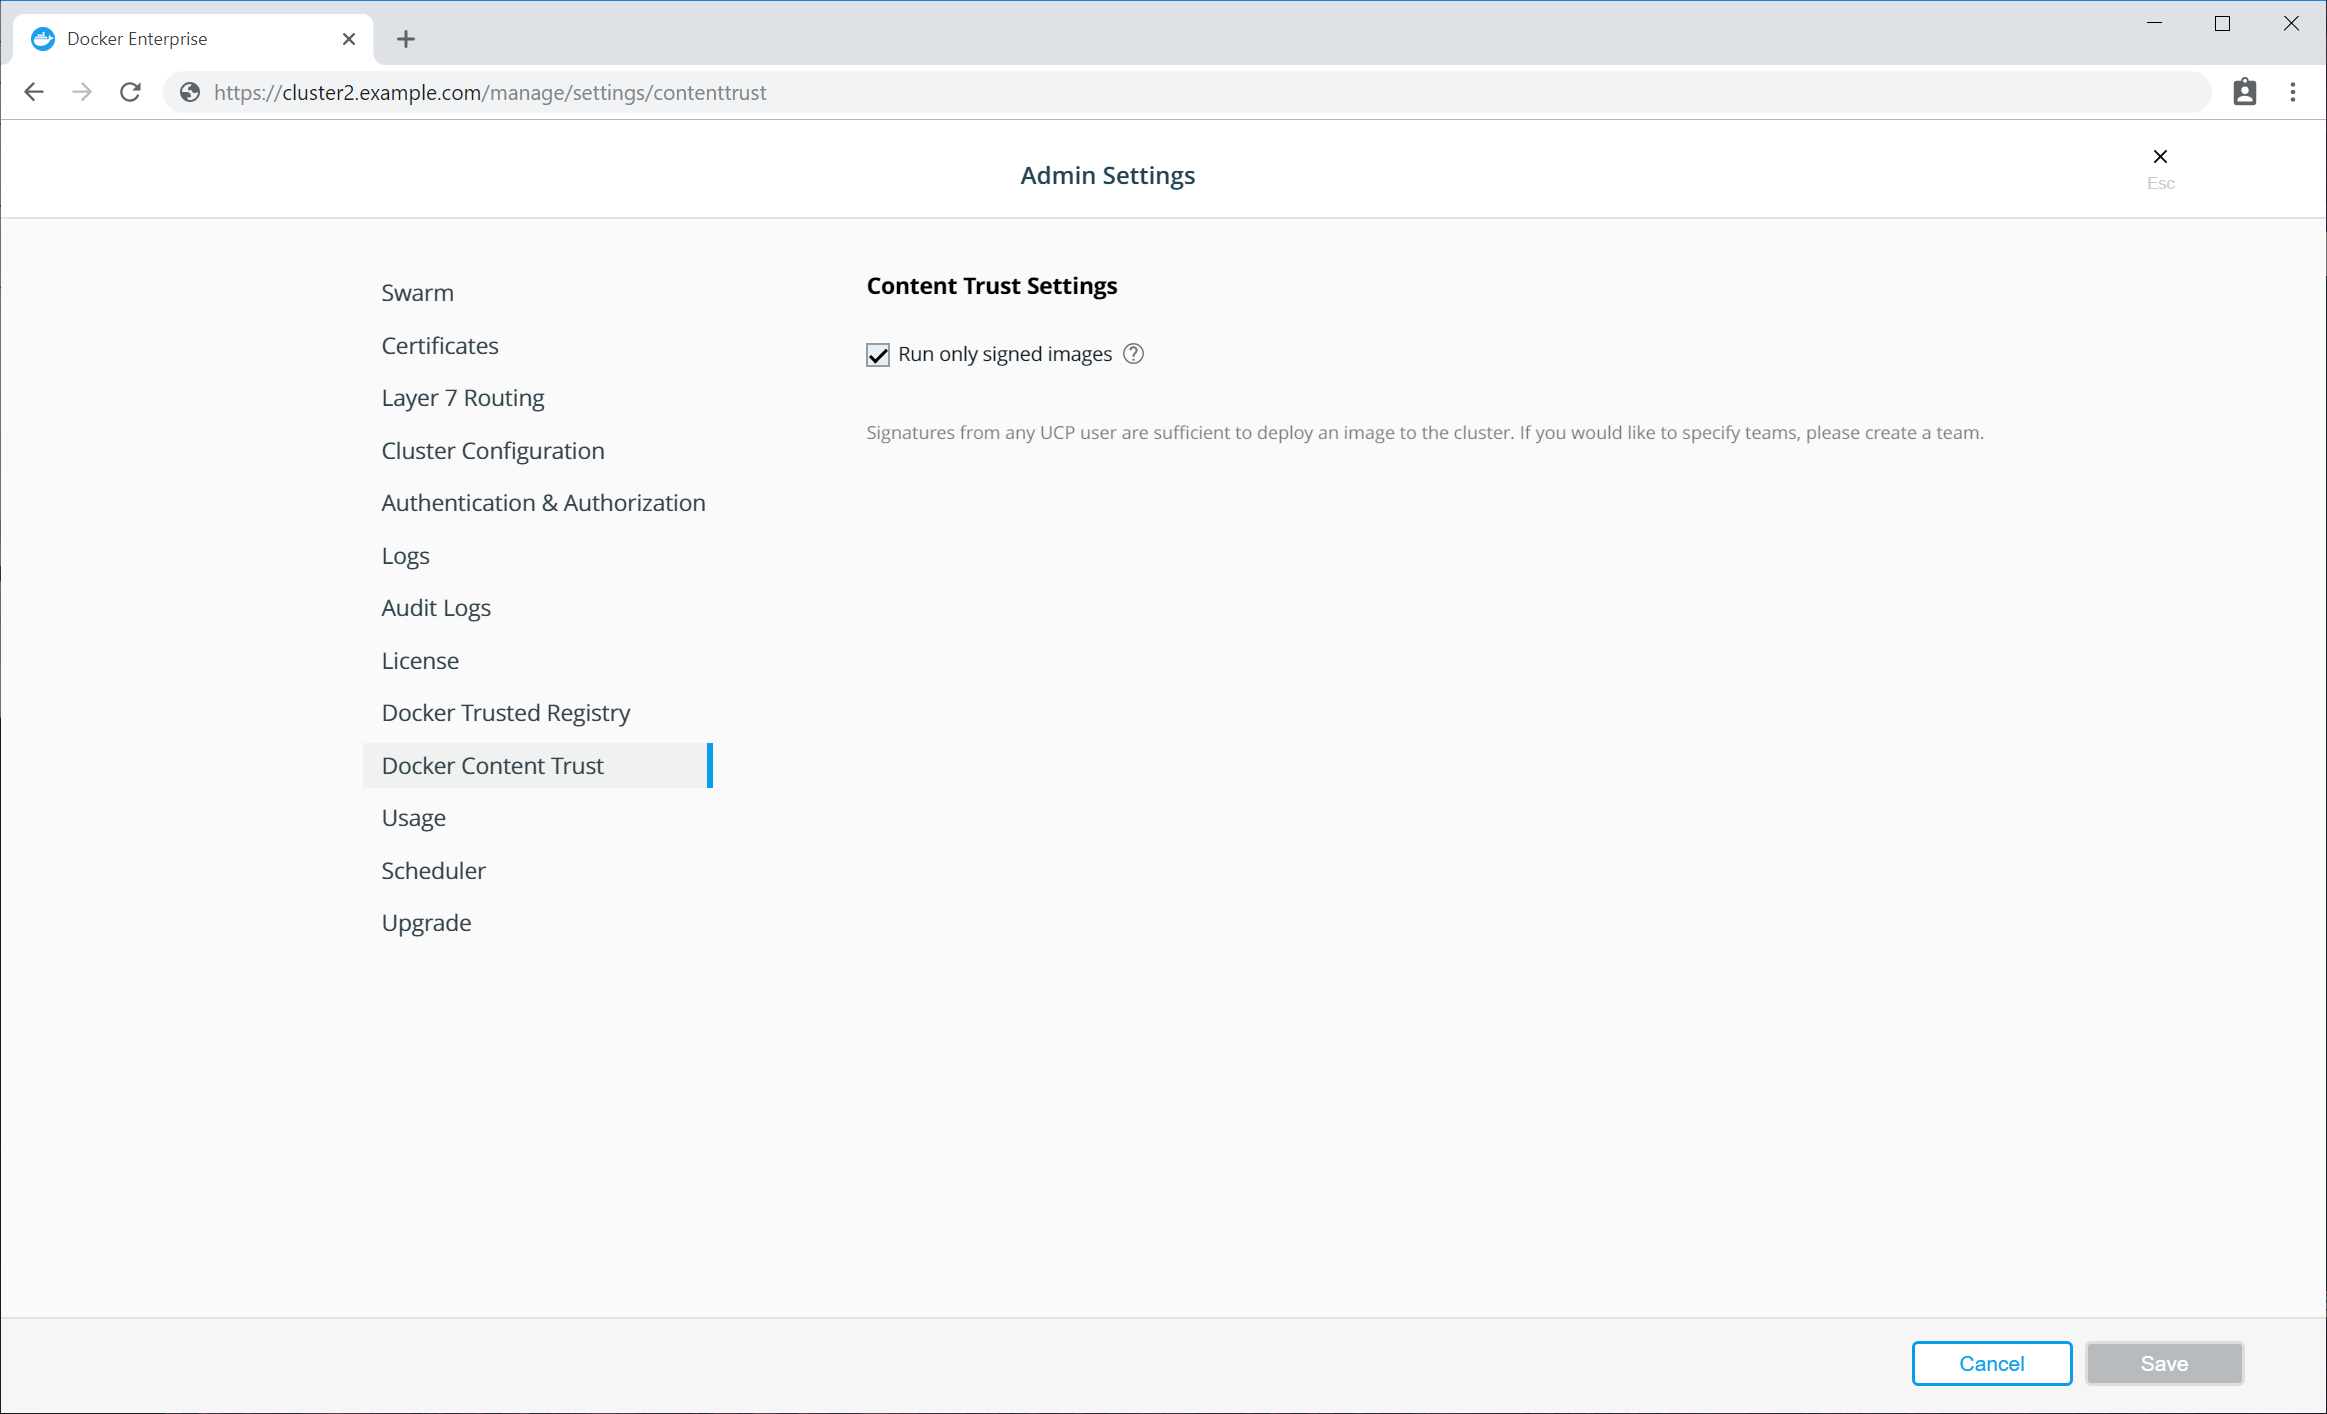 Docker Enterprise
https://cluster2.example.com/manage/settings/contenttrust
Admin Settings
Esc
Swarm
Certificates
Layer 7 Routing
Cluster Configuration
Authentication & Authorization
Logs
Audit Logs
License
Docker Trusted Registry
Docker Content Trust
Usage
Scheduler
Upgrade
Content Trust Settings
Run only signed images
Signatures from any UCP user are sufficient to deploy an image to the cluster. If you would like to specify teams, please create a team.
Cancel
Save